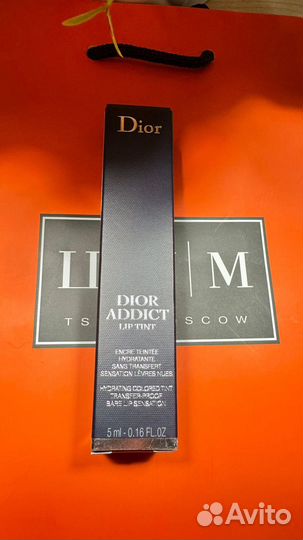 Dior
DIOR
ADDICT
LIP TINT
ENCRE TEINTÉE
HYDRATANTE
SANS TRANSFERT
SENSATION LÈVRES NUES
HYDRATING COLORED TINT
TRANSFER-PROOF
BARE LIP SENSATION
5 ml - 0.16 FL.OZ
М
TS
SCOW
Avito